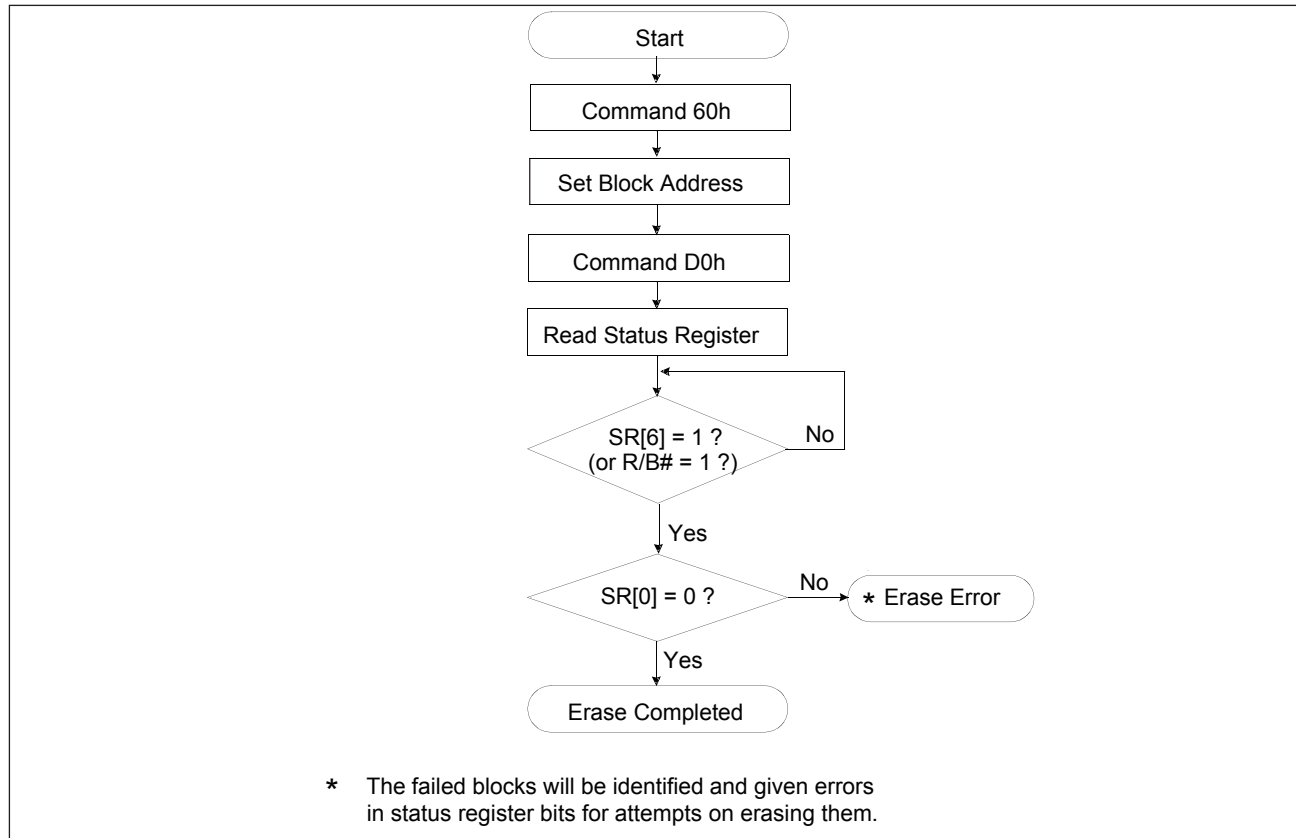 Start
Command 60h
Set Block Address
Command D0h
Read Status Register
SR[6] = 1 ?
(or R/B# = 1 ?)
No
Yes
SR[0] = 0 ?
No
* Erase Error
Yes
Erase Completed
* The failed blocks will be identified and given errors
in status register bits for attempts on erasing them.